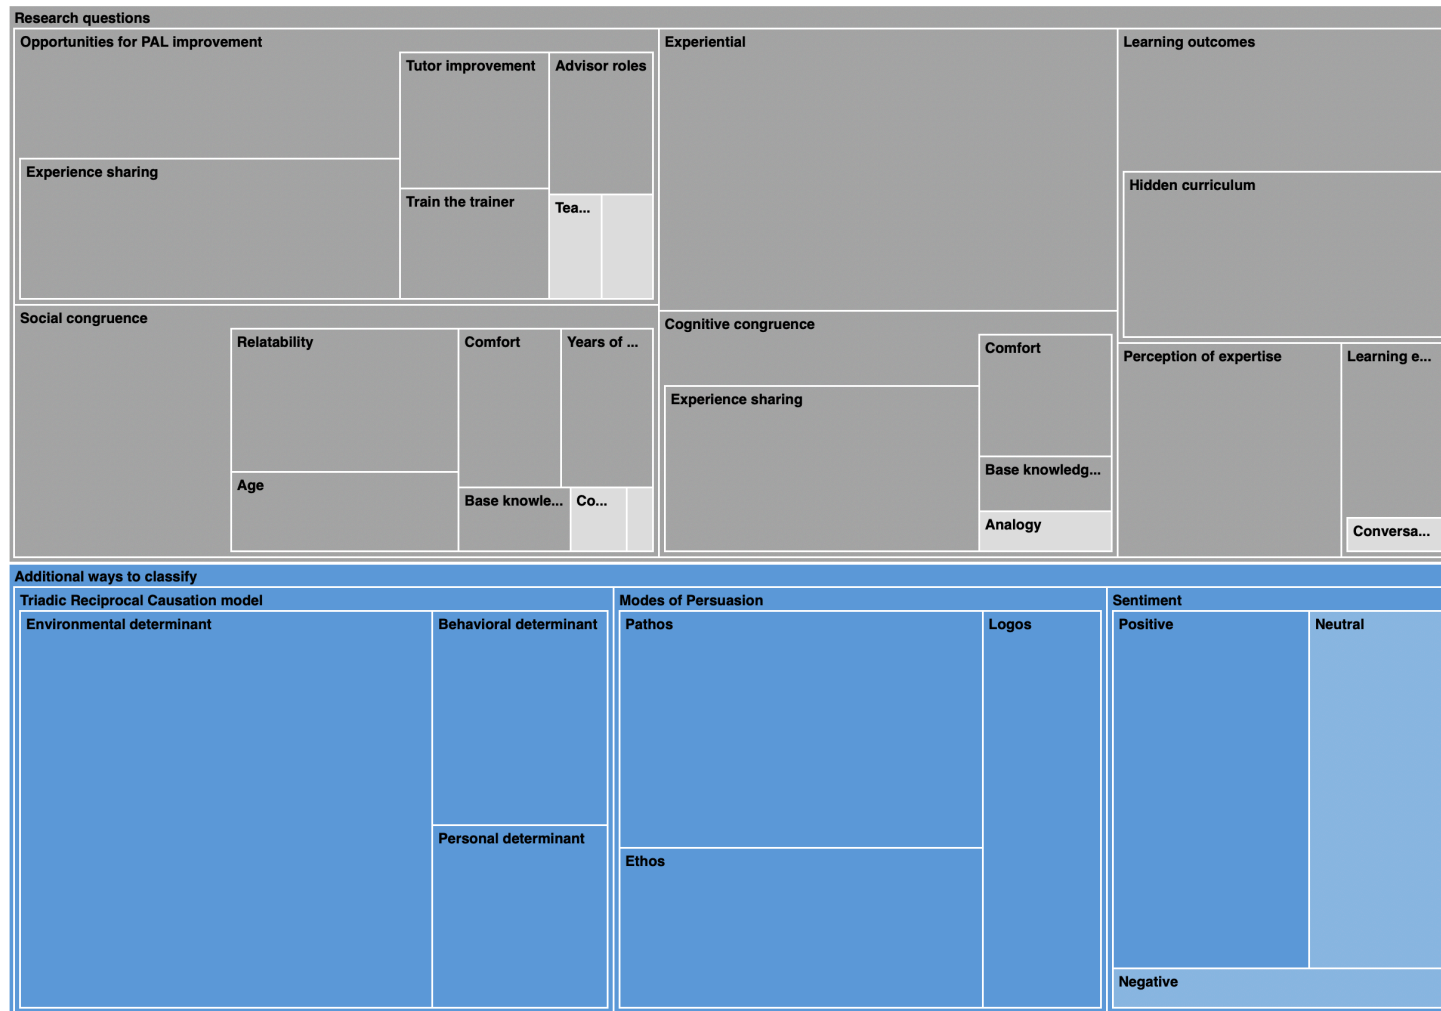 Research questions
Opportunities for PAL improvement
Tutor improvement
Advisor roles
Experience sharing
Train the trainer
Tea...
Social congruence
Relatability
Comfort
Years of ...
Age
Base knowle...
Co...
Experiential
Cognitive congruence
Comfort
Experience sharing
Base knowledg...
Analogy
Learning outcomes
Hidden curriculum
Perception of expertise
Learning e...
Conversa...
Additional ways to classify
Triadic Reciprocal Causation model
Environmental determinant
Behavioral determinant
Personal determinant
Modes of Persuasion
Pathos
Logos
Ethos
Sentiment
Positive
Neutral
Negative